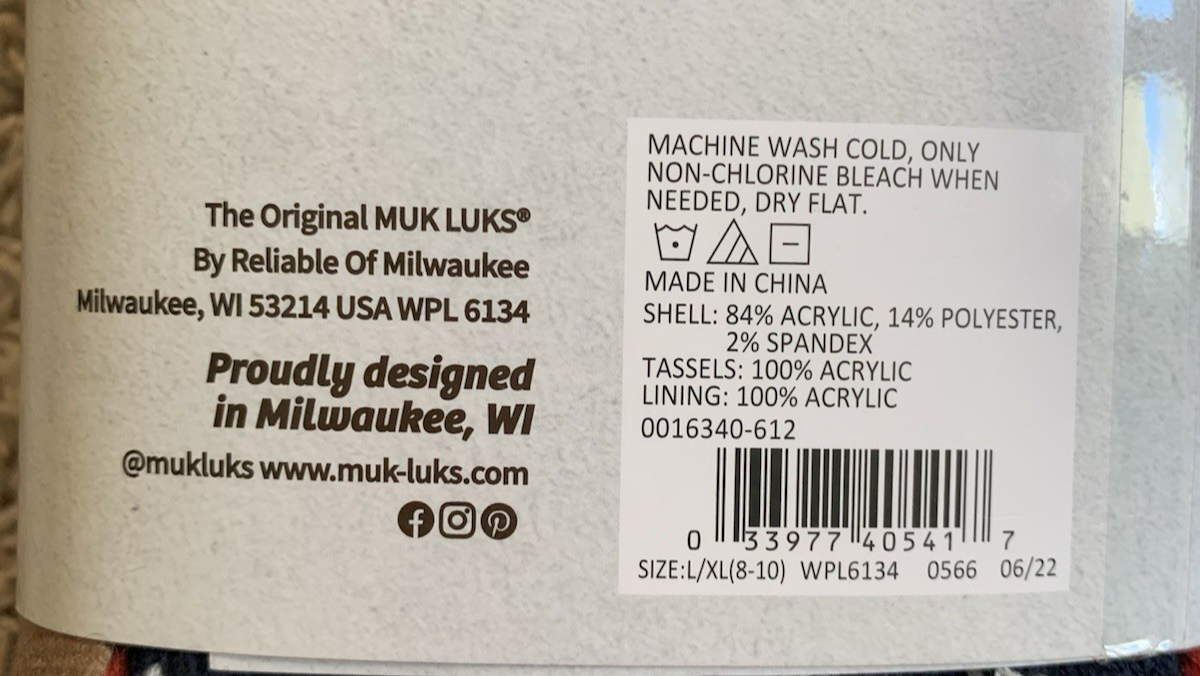 The Original MUK LUKS®
By Reliable Of Milwaukee
Milwaukee, WI 53214 USA WPL 6134
Proudly designed
in Milwaukee, WI
@mukluks www.muk-luks.com
MACHINE WASH COLD, ONLY
NON-CHLORINE BLEACH WHEN
NEEDED, DRY FLAT.
MADE IN CHINA
SHELL: 84% ACRYLIC, 14% POLYESTER,
2% SPANDEX
TASSELS: 100% ACRYLIC
LINING: 100% ACRYLIC
0016340-612
0 33977 40541 7
SIZE:L/XL(8-10) WPL6134 0566 06/22